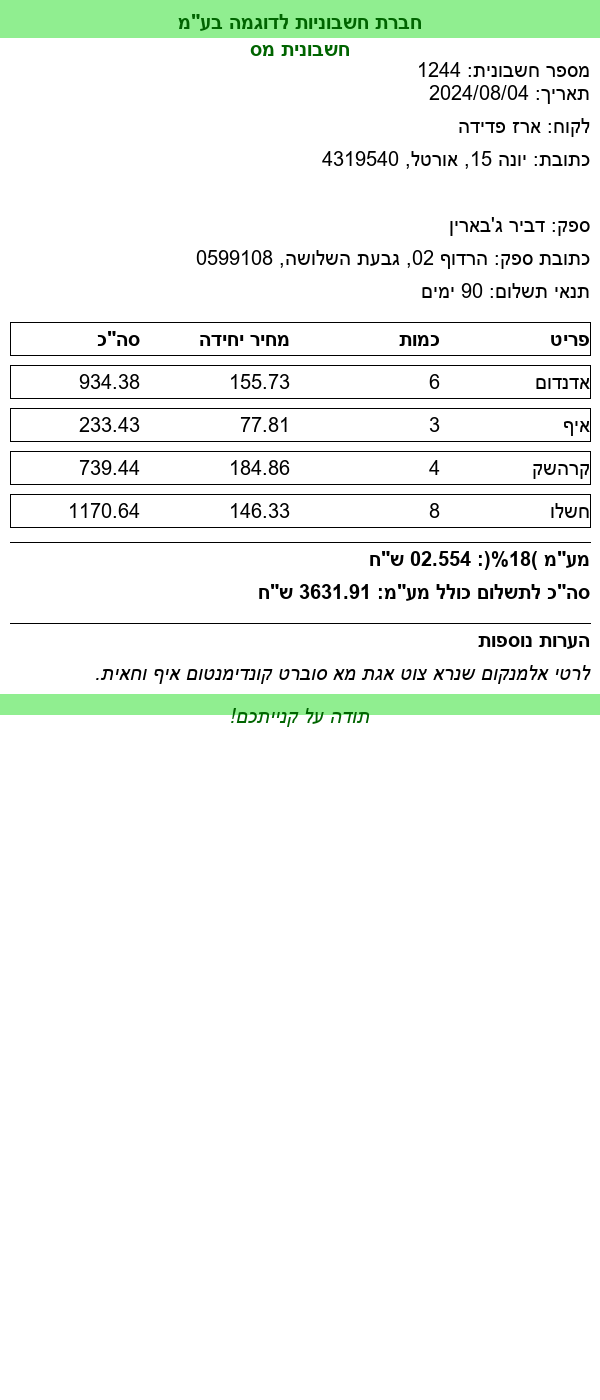 חברת חשבוניות לדוגמה בע"מ
חשבונית מס
מספר חשבונית: 1244
תאריך: 2024/08/04
לקוח: ארז פדידה
כתובת: יונה 15, אורטל, 4319540
ספק: דביר ג'בארין
כתובת ספק: הרדוף 02, גבעת השלושה, 0599108
תנאי תשלום: 90 ימים
פריט כמות מחיר יחידה סה"כ
אדנדום 6 155.73 934.38
איף 3 77.81 233.43
קרהשק 4 184.86 739.44
חשלו 8 146.33 1170.64
מע"מ )18%(: 02.554 ש"ח
סה"כ לתשלום כולל מע"מ: 3631.91 ש"ח
הערות נוספות
לרטי אלמנקום שנרא צוט אגת מא סוברט קונדימנטום איף וחאית.
תודה על קנייתכם!